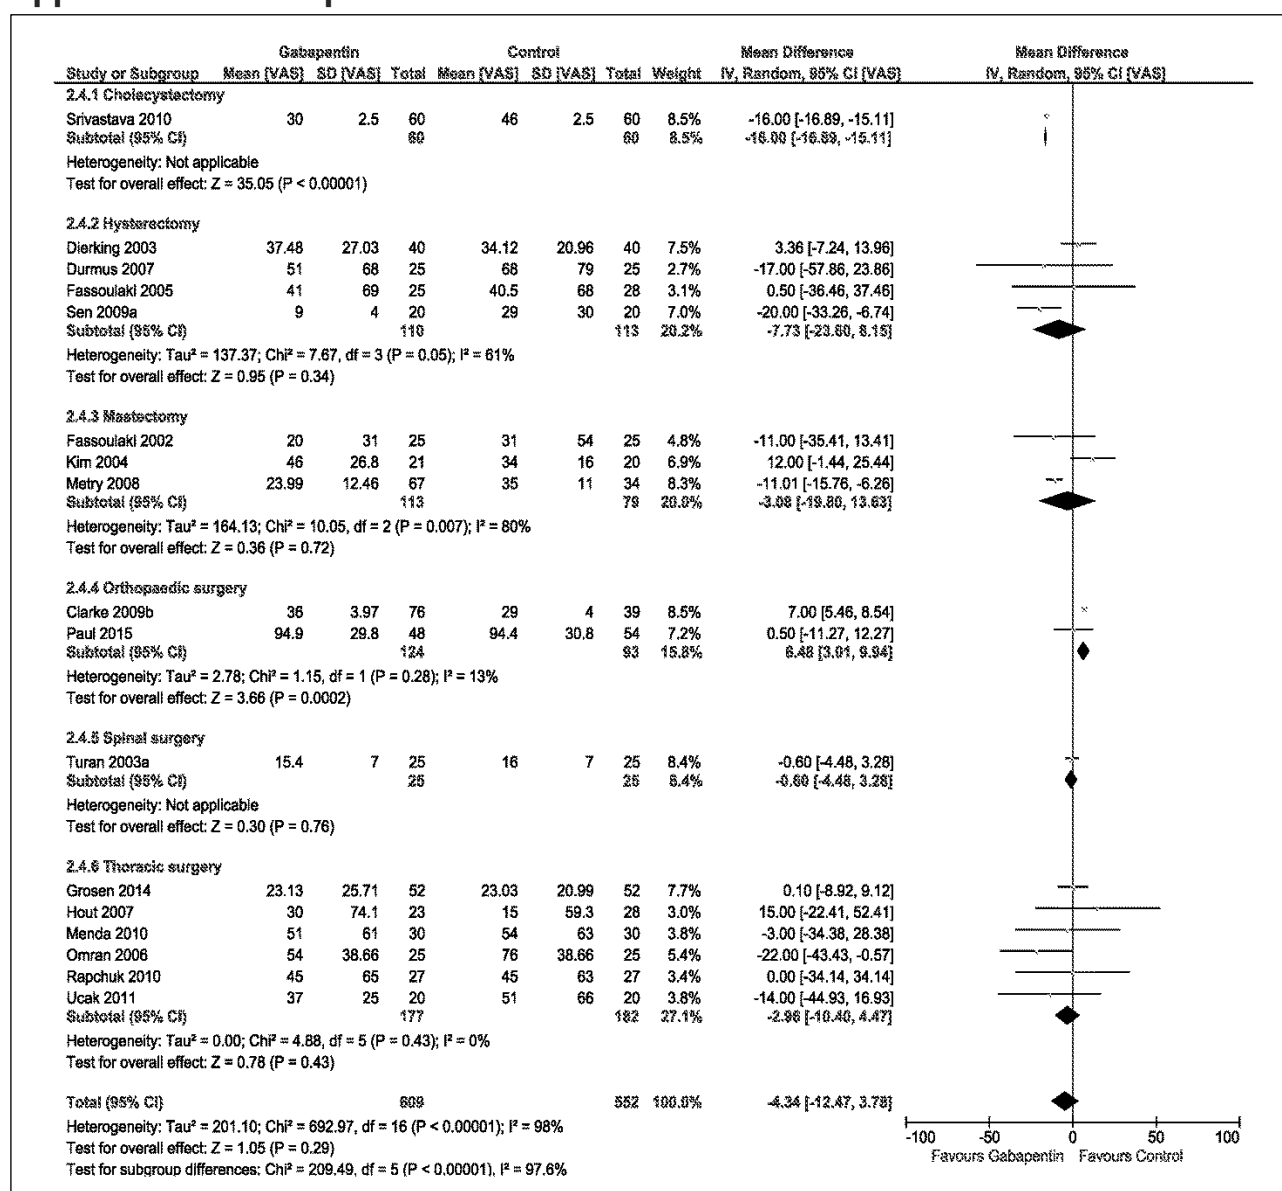 Gabapentin Control Mean Difference Mean Difference
Study or Subgroup Mean [VAS] SD [VAS] Total Mean [VAS] SD [VAS] Total Weight IV, Random, 95% CI [VAS] IV, Random, 95% CI [VAS]
2.4.1 Cholecystectomy
Srivastava 2010 30 2.5 60 46 2.5 60 8.5% -16.00 [-16.89, -15.11]
Subtotal (95% CI) 60 60 8.5% -16.00 [-16.89, -15.11]
Heterogeneity: Not applicable
Test for overall effect: Z = 35.05 (P < 0.00001)
2.4.2 Hysterectomy
Dierking 2003 37.48 27.03 40 34.12 20.96 40 7.5% 3.36 [-7.24, 13.96]
Durmus 2007 51 68 25 68 79 25 2.7% -17.00 [-57.86, 23.86]
Fassoulaki 2005 41 69 25 40.5 68 28 3.1% 0.50 [-36.46, 37.46]
Sen 2009a 9 4 20 29 30 20 7.0% -20.00 [-33.26, -6.74]
Subtotal (95% CI) 110 113 20.2% -7.73 [-23.60, 8.15]
Heterogeneity: Tau² = 137.37; Chi² = 7.67, df = 3 (P = 0.05); I² = 61%
Test for overall effect: Z = 0.95 (P = 0.34)
2.4.3 Mastectomy
Fassoulaki 2002 20 31 25 31 54 25 4.8% -11.00 [-35.41, 13.41]
Kim 2004 46 26.8 21 34 16 20 6.9% 12.00 [-1.44, 25.44]
Metry 2008 23.99 12.46 67 35 11 34 8.3% -11.01 [-15.76, -6.26]
Subtotal (95% CI) 113 79 20.0% -3.08 [-19.80, 13.63]
Heterogeneity: Tau² = 164.13; Chi² = 10.05, df = 2 (P = 0.007); I² = 80%
Test for overall effect: Z = 0.36 (P = 0.72)
2.4.4 Orthopaedic surgery
Clarke 2009b 36 3.97 76 29 4 39 8.5% 7.00 [5.46, 8.54]
Paul 2015 94.9 29.8 48 94.4 30.8 54 7.2% 0.50 [-11.27, 12.27]
Subtotal (95% CI) 124 93 15.8% 6.48 [3.01, 9.94]
Heterogeneity: Tau² = 2.78; Chi² = 1.15, df = 1 (P = 0.28); I² = 13%
Test for overall effect: Z = 3.66 (P = 0.0002)
2.4.5 Spinal surgery
Turan 2003a 15.4 7 25 16 7 25 8.4% -0.60 [-4.48, 3.28]
Subtotal (95% CI) 25 25 8.4% -0.60 [-4.48, 3.28]
Heterogeneity: Not applicable
Test for overall effect: Z = 0.30 (P = 0.76)
2.4.6 Thoracic surgery
Grosen 2014 23.13 25.71 52 23.03 20.99 52 7.7% 0.10 [-8.92, 9.12]
Hout 2007 30 74.1 23 15 59.3 28 3.0% 15.00 [-22.41, 52.41]
Menda 2010 51 61 30 54 63 30 3.8% -3.00 [-34.38, 28.38]
Omran 2006 54 38.66 25 76 38.66 25 5.4% -22.00 [-43.43, -0.57]
Rapchuk 2010 45 65 27 45 63 27 3.4% 0.00 [-34.14, 34.14]
Ucak 2011 37 25 20 51 66 20 3.8% -14.00 [-44.93, 16.93]
Subtotal (95% CI) 177 182 27.1% -2.96 [-10.40, 4.47]
Heterogeneity: Tau² = 0.00; Chi² = 4.88, df = 5 (P = 0.43); I² = 0%
Test for overall effect: Z = 0.78 (P = 0.43)
Total (95% CI) 609 552 100.0% -4.34 [-12.47, 3.78]
Heterogeneity: Tau² = 201.10; Chi² = 692.97, df = 16 (P < 0.00001); I² = 98%
Test for overall effect: Z = 1.05 (P = 0.29)
Test for subgroup differences: Chi² = 209.49, df = 5 (P < 0.00001), I² = 97.6%
-100 -50 0 50 100
Favours Gabapentin Favours Control